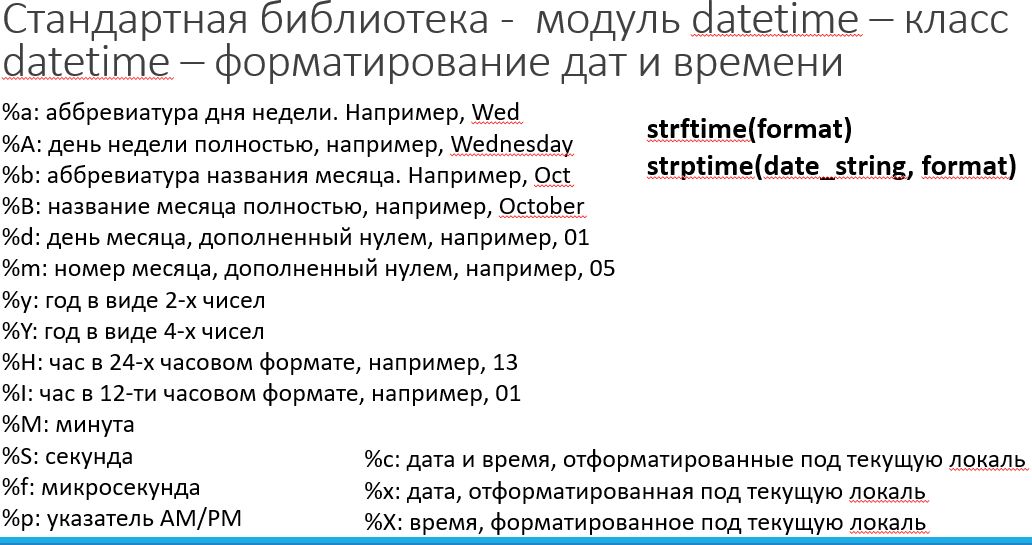 Стандартная библиотека - модуль datetime – класс
datetime – форматирование дат и времени
%a: аббревиатура дня недели. Например, Wed
%A: день недели полностью, например, Wednesday
%b: аббревиатура названия месяца. Например, Oct
%B: название месяца полностью, например, October
%d: день месяца, дополненный нулем, например, 01
%m: номер месяца, дополненный нулем, например, 05
%y: год в виде 2-х чисел
%Y: год в виде 4-х чисел
%H: час в 24-х часовом формате, например, 13
%I: час в 12-ти часовом формате, например, 01
%M: минута
%S: секунда
%f: микросекунда
%p: указатель AM/PM
strftime(format)
strptime(date_string, format)
%c: дата и время, отформатированные под текущую локаль
%x: дата, отформатированная под текущую локаль
%X: время, форматированное под текущую локаль